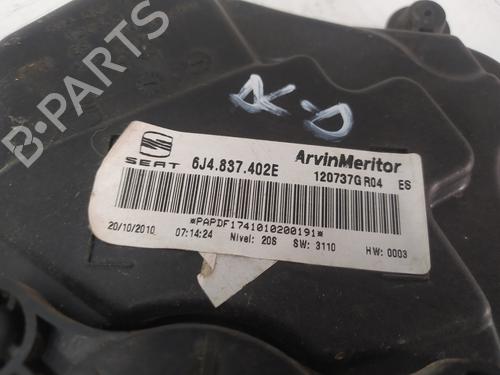 SEAT
6J4.837.402E
ArvinMeritor
120737G R04 ES
*PAPDF1741010200191*
20/10/2010 07:14:24 Nivel: 20S SW: 3110 HW: 0003
B-PARTS